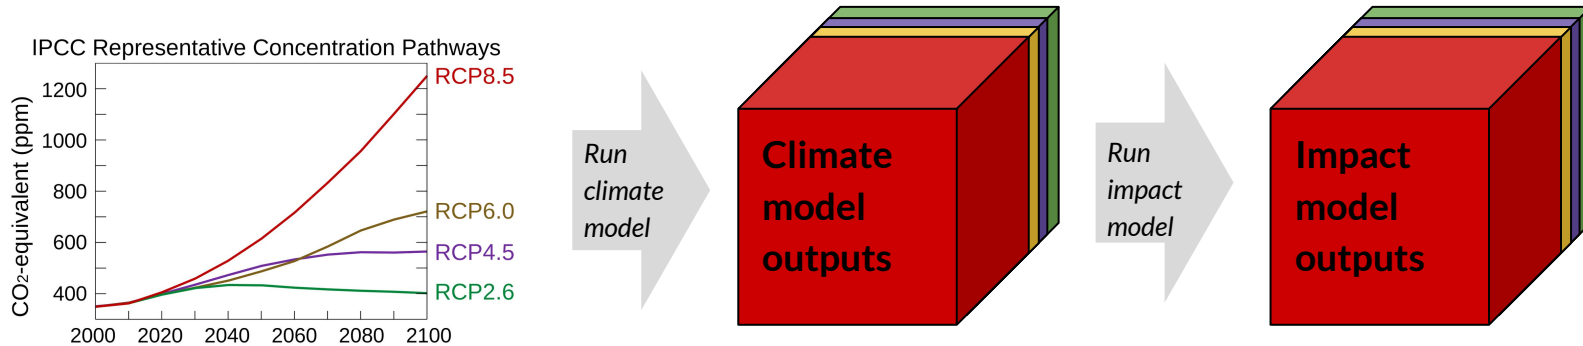 IPCC Representative Concentration Pathways
CO2-equivalent (ppm)
1200
1000
800
600
400
2000 2020 2040 2060 2080 2100
RCP8.5
RCP6.0
RCP4.5
RCP2.6
Run
climate
model
Climate
model
outputs
Run
impact
model
Impact
model
outputs